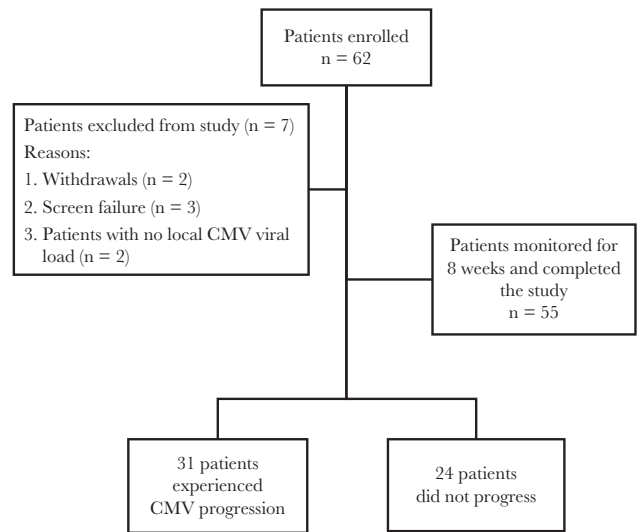 Patients enrolled
n = 62
Patients excluded from study (n = 7)
Reasons:
1. Withdrawals (n = 2)
2. Screen failure (n = 3)
3. Patients with no local CMV viral
load (n = 2)
Patients monitored for
8 weeks and completed
the study
n = 55
31 patients
experienced
CMV progression
24 patients
did not progress